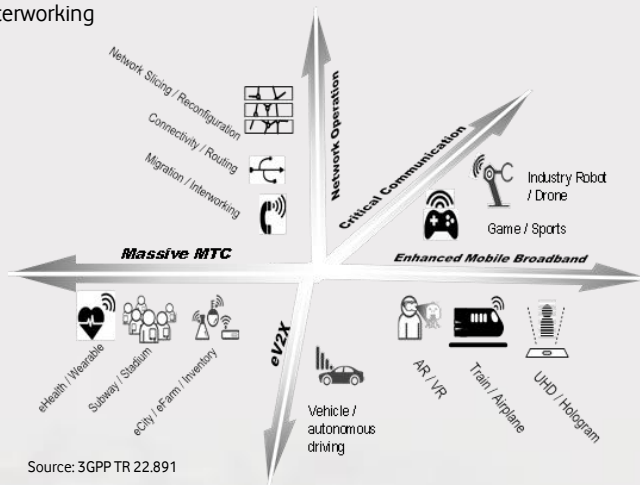 terworking
Network Slicing / Reconfiguration
Connectivity / Routing
Migration / Interworking
Network Operation
Critical Communication
Industry Robot
/ Drone
Game / Sports
Massive MTC
Enhanced Mobile Broadband
eHealth / Wearable
Subway / Stadium
eCity / eFarm / Inventory
eV2X
Vehicle /
autonomous
driving
AR / VR
Train / Airplane
UHD / Hologram
Source: 3GPP TR 22.891